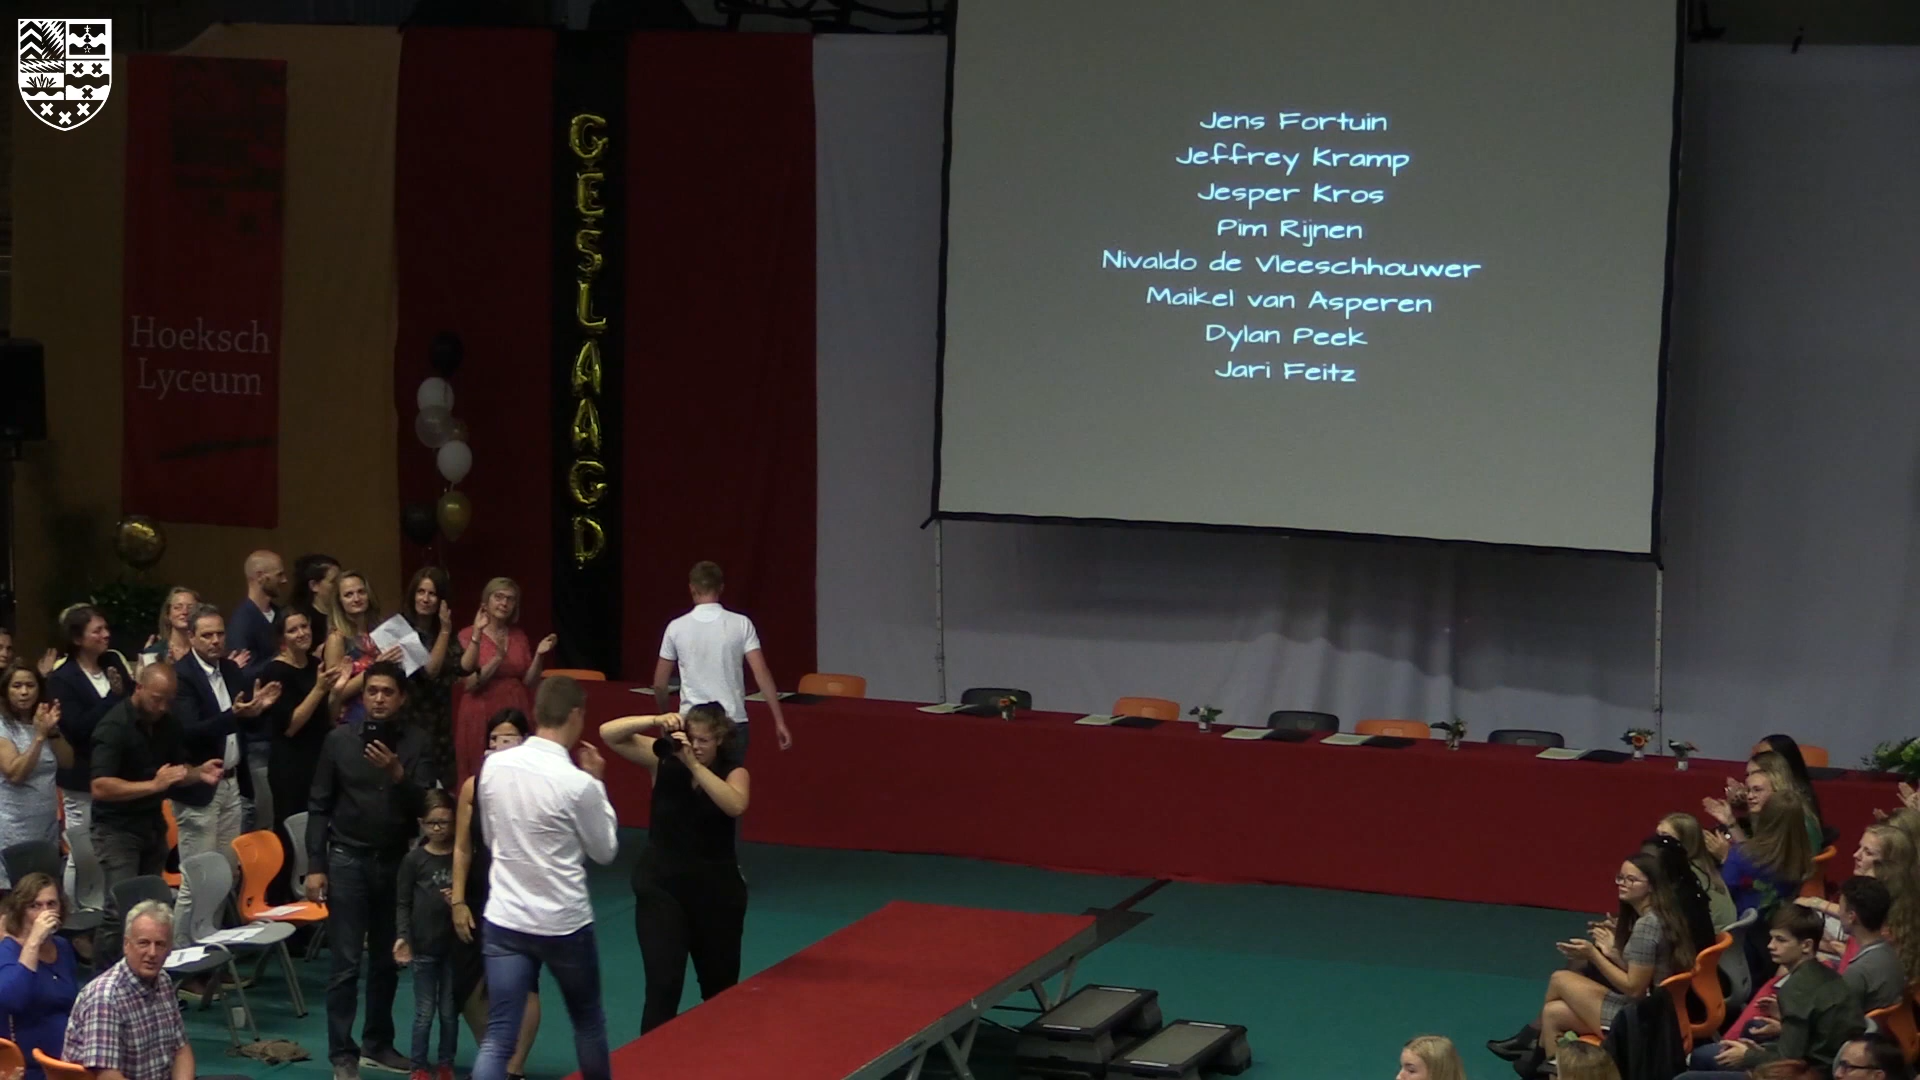 Hoeksch
Lyceum
GESLAAGD
Jens Fortuin
Jeffrey Kramp
Jesper Kros
Pim Rijnen
Nivaldo de Vleeschhouwer
Maikel van Asperen
Dylan Peek
Jari Feitz